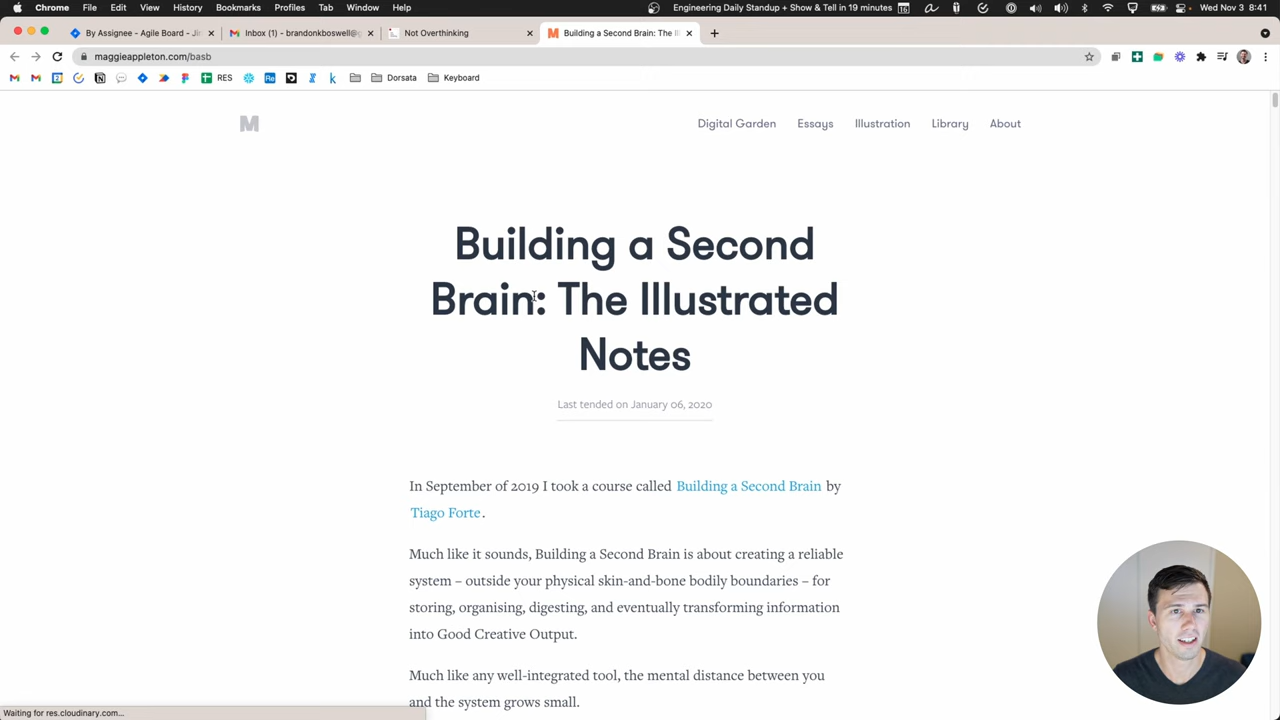 Chrome File Edit View History Bookmarks Profiles Tab Window Help Engineering Daily Standup + Show & Tell in 19 minutes Wed Nov 3 8:41
By Assignee - Agile Board - Ji Inbox (1) - brandonkboswell@g Not Overthinking Building a Second Brain: The Il
maggieappleton.com/basb
RES Dorsata Keyboard
M Digital Garden Essays Illustration Library About
Building a Second
Brain: The Illustrated
Notes
Last tended on January 06, 2020
In September of 2019 I took a course called Building a Second Brain by
Tiago Forte.
Much like it sounds, Building a Second Brain is about creating a reliable
system – outside your physical skin-and-bone bodily boundaries – for
storing, organising, digesting, and eventually transforming information
into Good Creative Output.
Much like any well-integrated tool, the mental distance between you
and the system grows small.
Waiting for res.cloudinary.com...